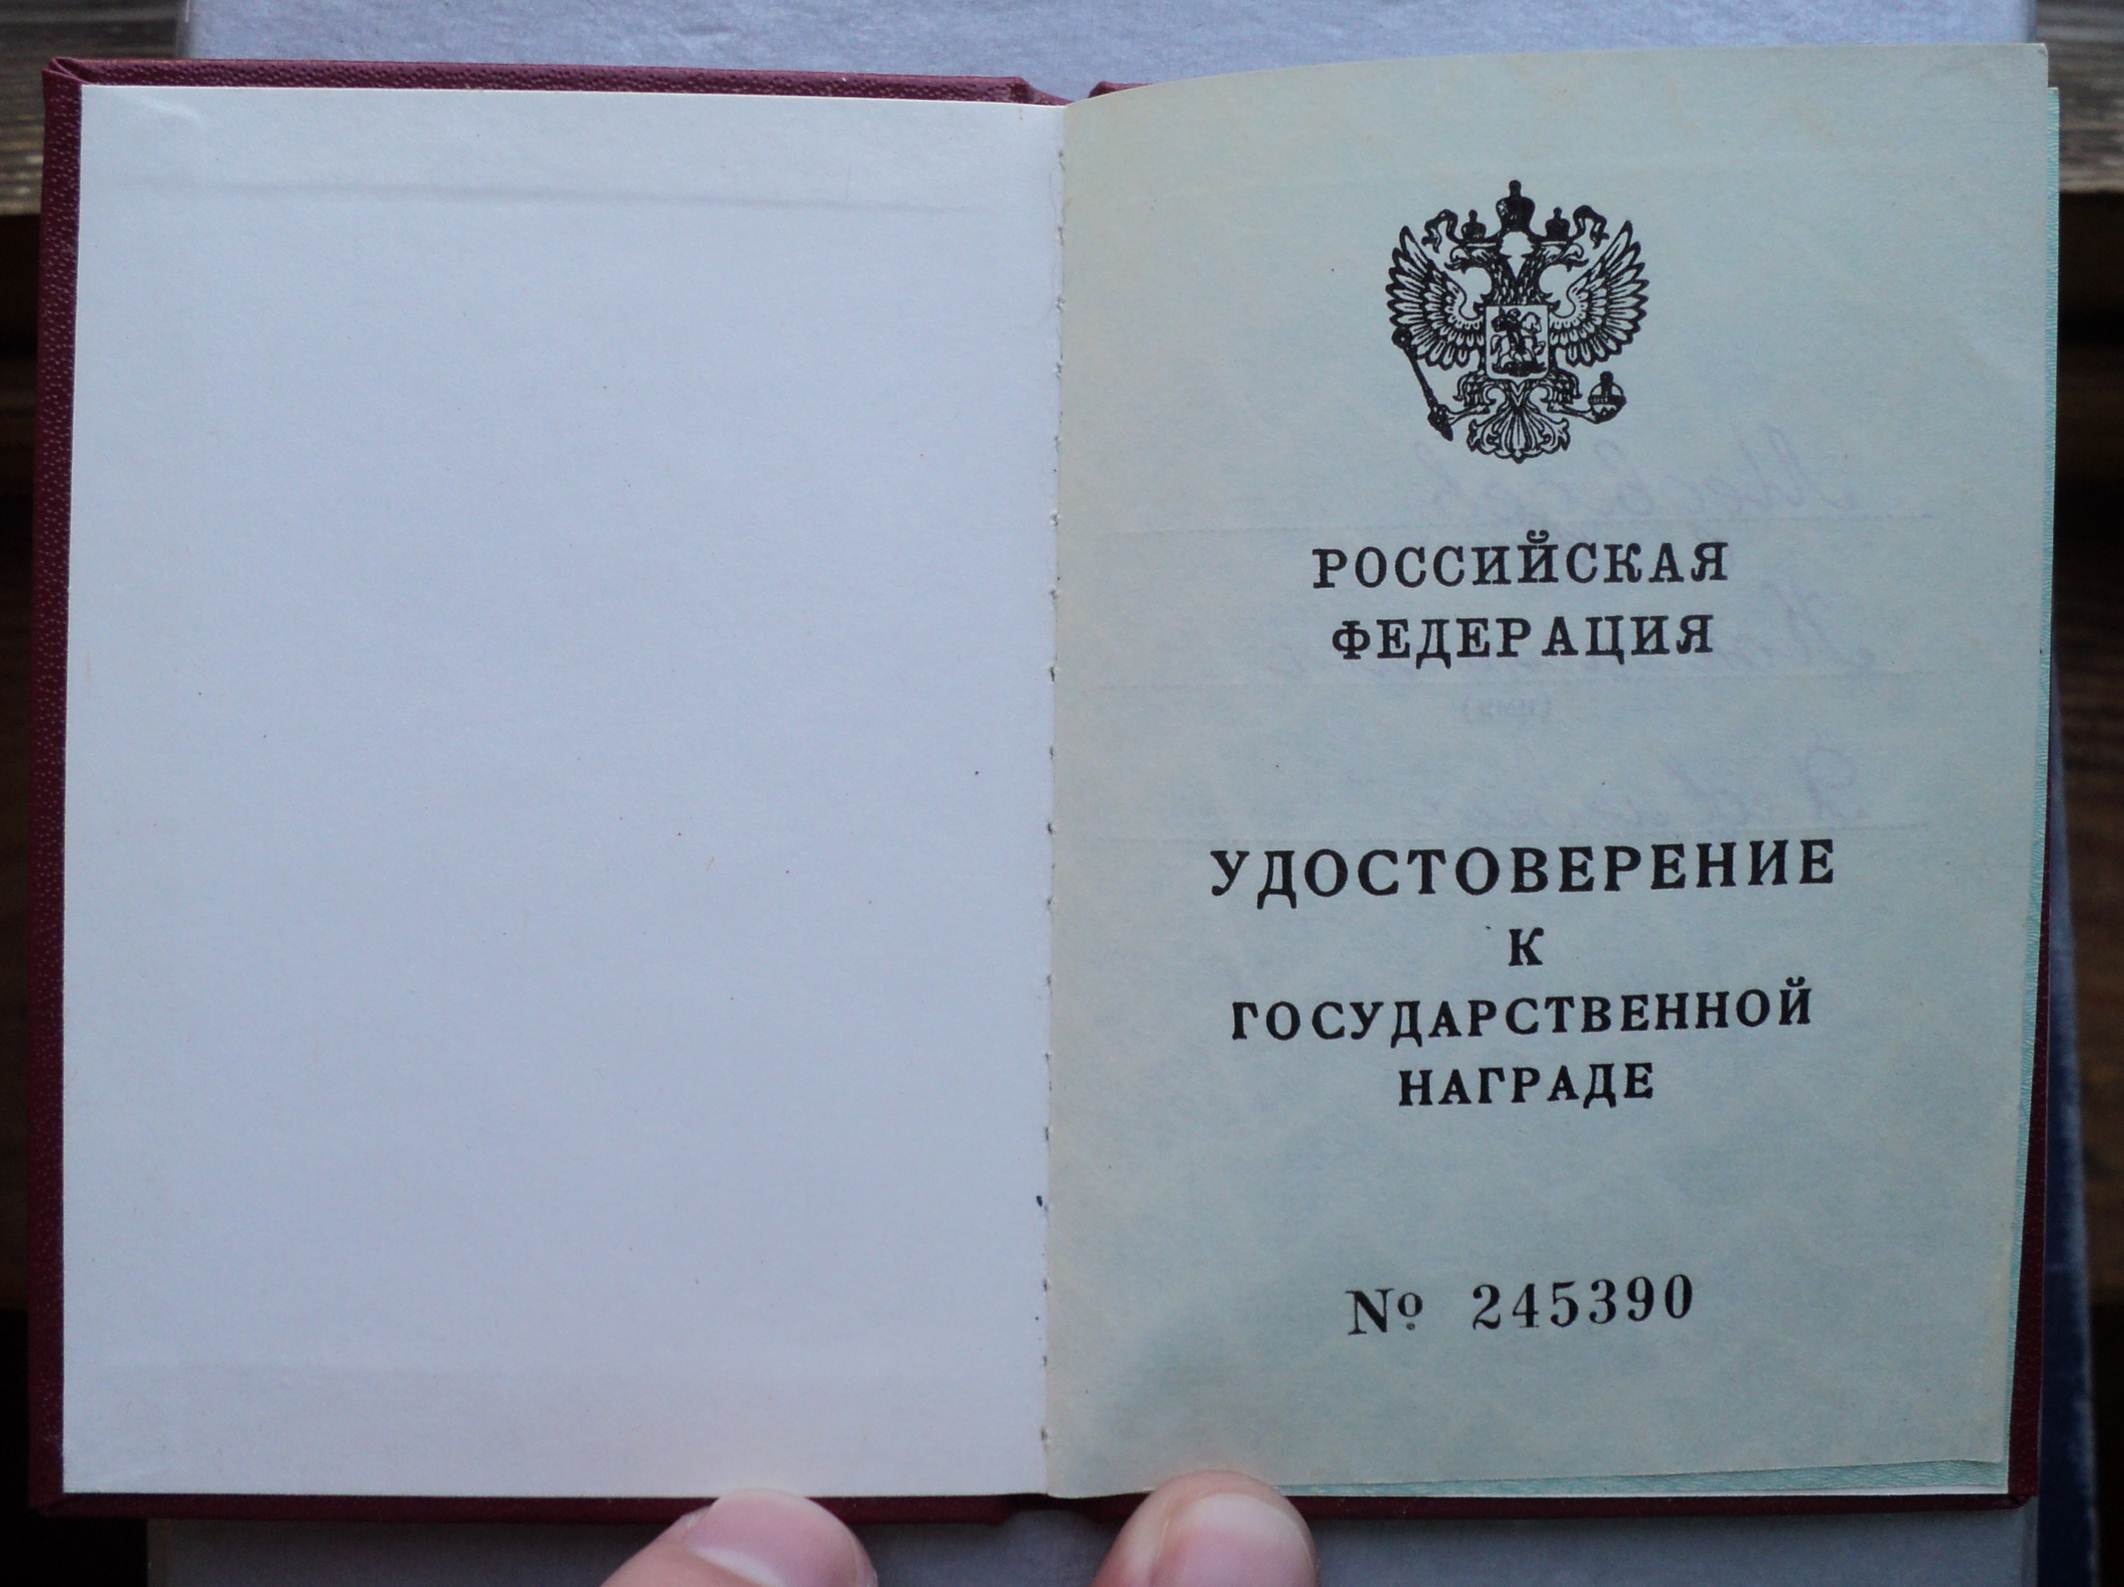 РОССИЙСКАЯ
ФЕДЕРАЦИЯ
УДОСТОВЕРЕНИЕ
К
ГОСУДАРСТВЕННОЙ
НАГРАДЕ
№ 245390